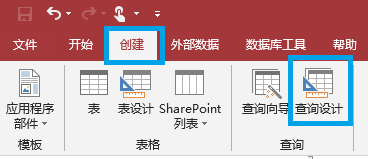 文件 开始 创建 外部数据 数据库工具 帮助
应用程序 表 表设计 SharePoint 查询向导 查询设计
部件 列表
模板 表格 查询